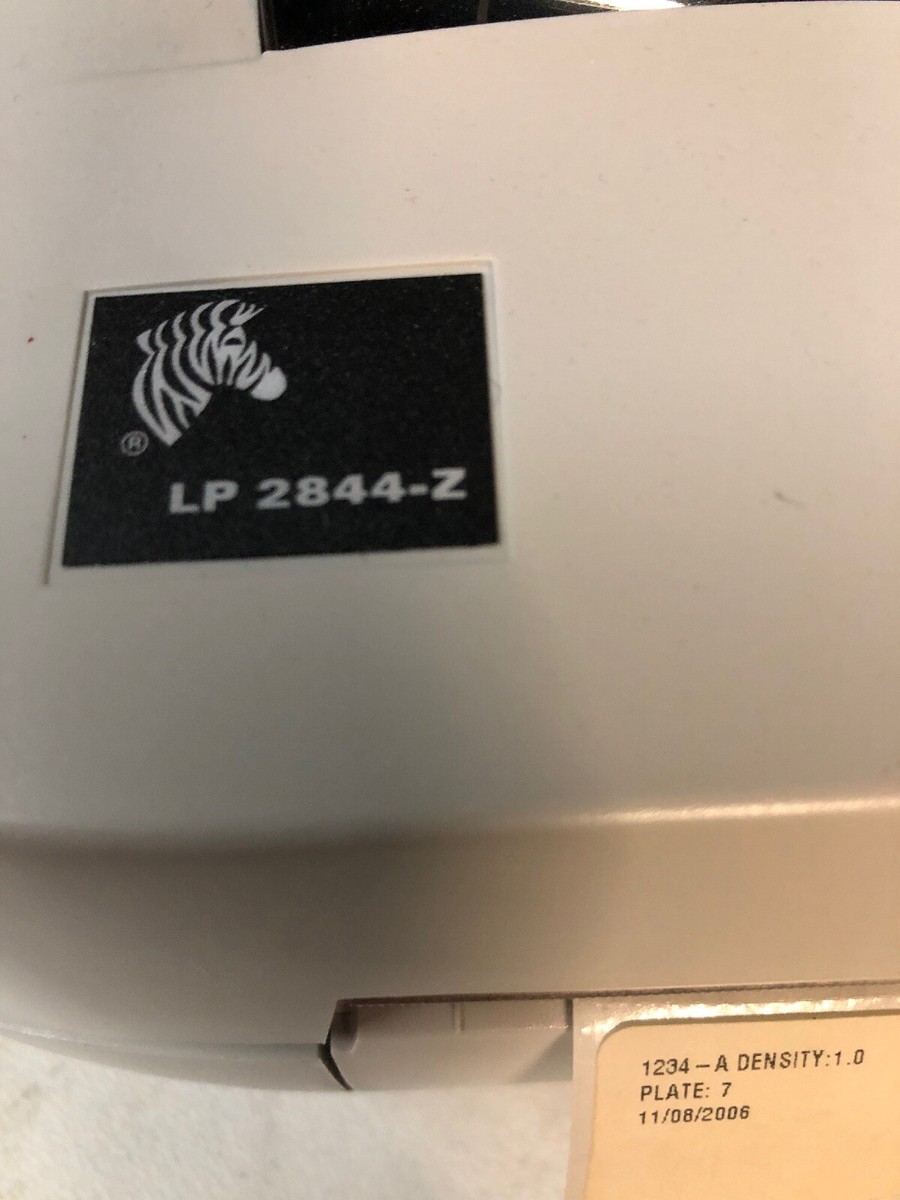 ®
LP 2844-Z
1234-A DENSITY:1.0
PLATE: 7
11/08/2006